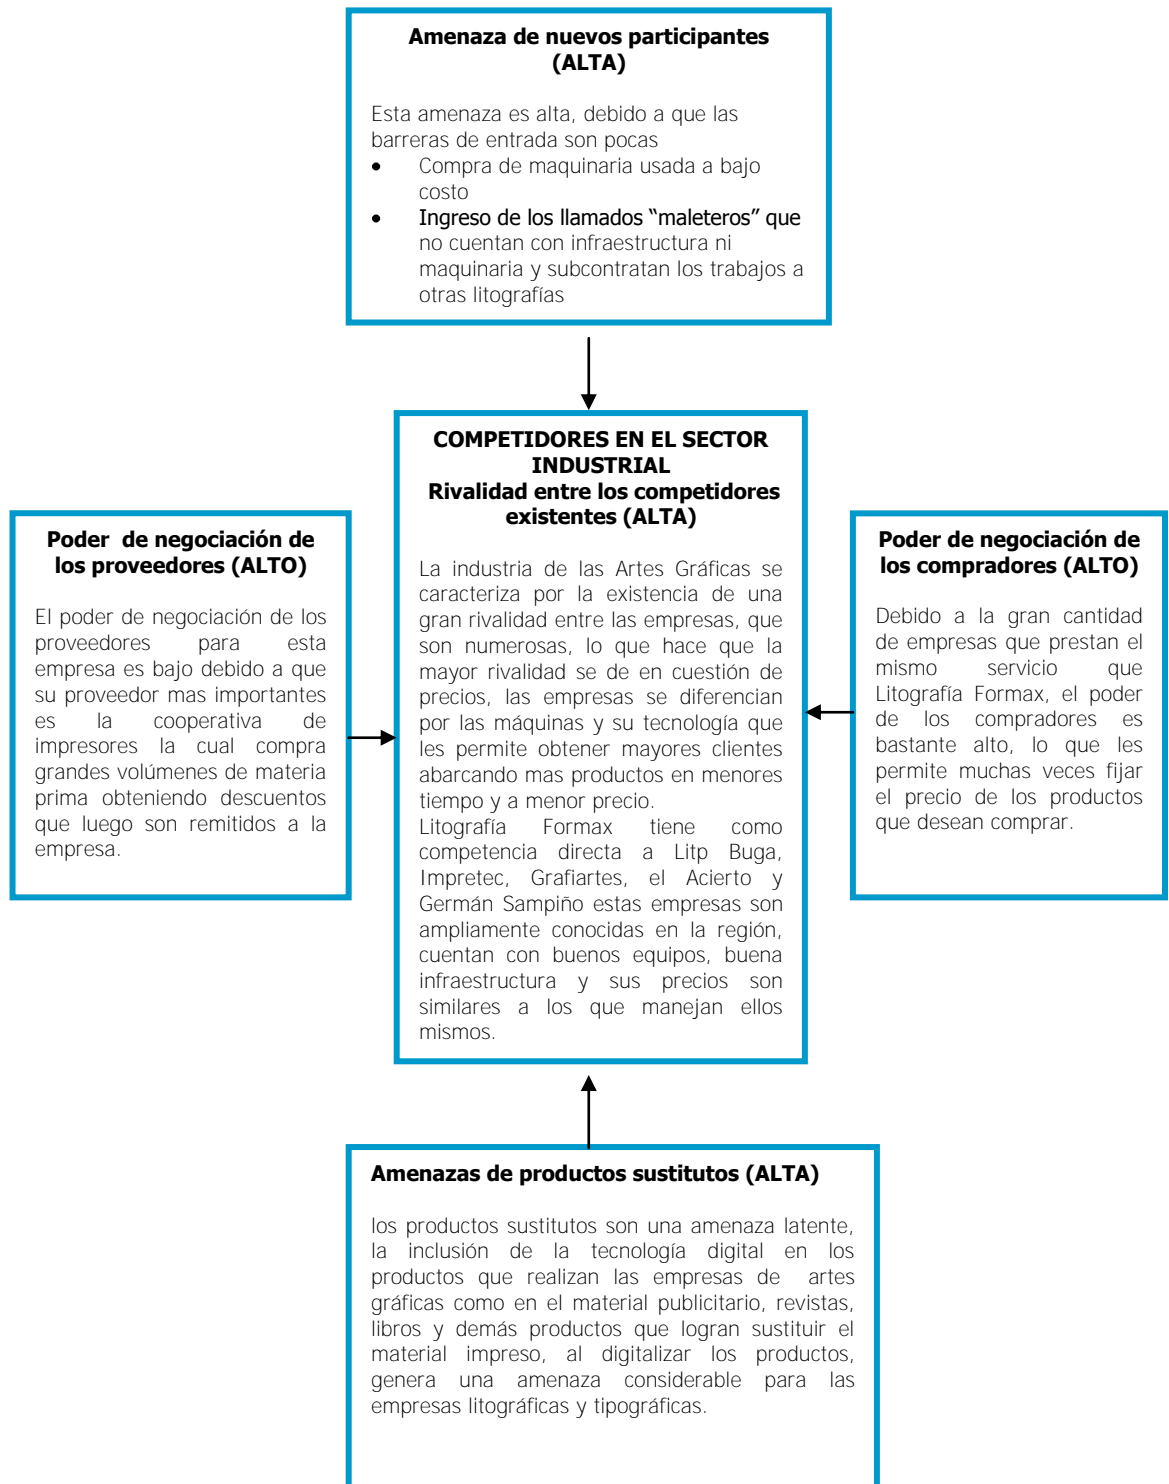 Amenaza de nuevos participantes
(ALTA)
Esta amenaza es alta, debido a que las
barreras de entrada son pocas
• Compra de maquinaria usada a bajo
costo
• Ingreso de los llamados “maleteros” que
no cuentan con infraestructura ni
maquinaria y subcontratan los trabajos a
otras litografías
COMPETIDORES EN EL SECTOR
INDUSTRIAL
Rivalidad entre los competidores
existentes (ALTA)
La industria de las Artes Gráficas se
caracteriza por la existencia de una
gran rivalidad entre las empresas, que
son numerosas, lo que hace que la
mayor rivalidad se de en cuestión de
precios, las empresas se diferencian
por las máquinas y su tecnología que
les permite obtener mayores clientes
abarcando mas productos en menores
tiempo y a menor precio.
Litografía Formax tiene como
competencia directa a Litp Buga,
Impretec, Grafiartes, el Acierto y
Germán Sampiño estas empresas son
ampliamente conocidas en la región,
cuentan con buenos equipos, buena
infraestructura y sus precios son
similares a los que manejan ellos
mismos.
Poder de negociación de
los proveedores (ALTO)
El poder de negociación de los
proveedores para esta
empresa es bajo debido a que
su proveedor mas importantes
es la cooperativa de
impresores la cual compra
grandes volúmenes de materia
prima obteniendo descuentos
que luego son remitidos a la
empresa.
Poder de negociación de
los compradores (ALTO)
Debido a la gran cantidad
de empresas que prestan el
mismo servicio que
Litografía Formax, el poder
de los compradores es
bastante alto, lo que les
permite muchas veces fijar
el precio de los productos
que desean comprar.
Amenazas de productos sustitutos (ALTA)
los productos sustitutos son una amenaza latente,
la inclusión de la tecnología digital en los
productos que realizan las empresas de artes
gráficas como en el material publicitario, revistas,
libros y demás productos que logran sustituir el
material impreso, al digitalizar los productos,
genera una amenaza considerable para las
empresas litográficas y tipográficas.